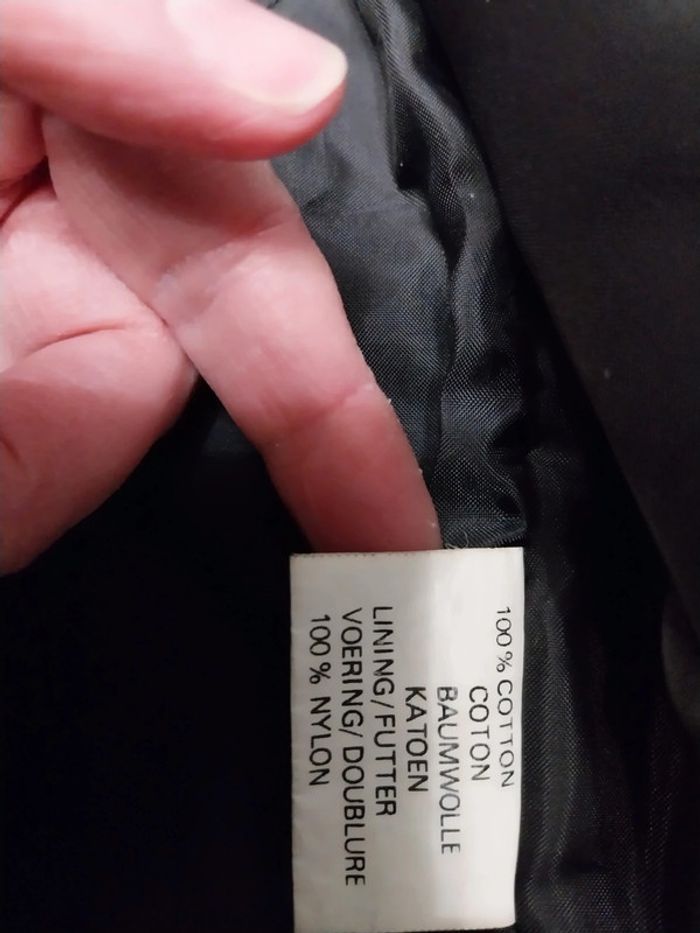 100% COTTON
COTON
BAUMWOLLE
KATOEN
LINING/FUTTER
VOERING/DOUBLURE
100% NYLON